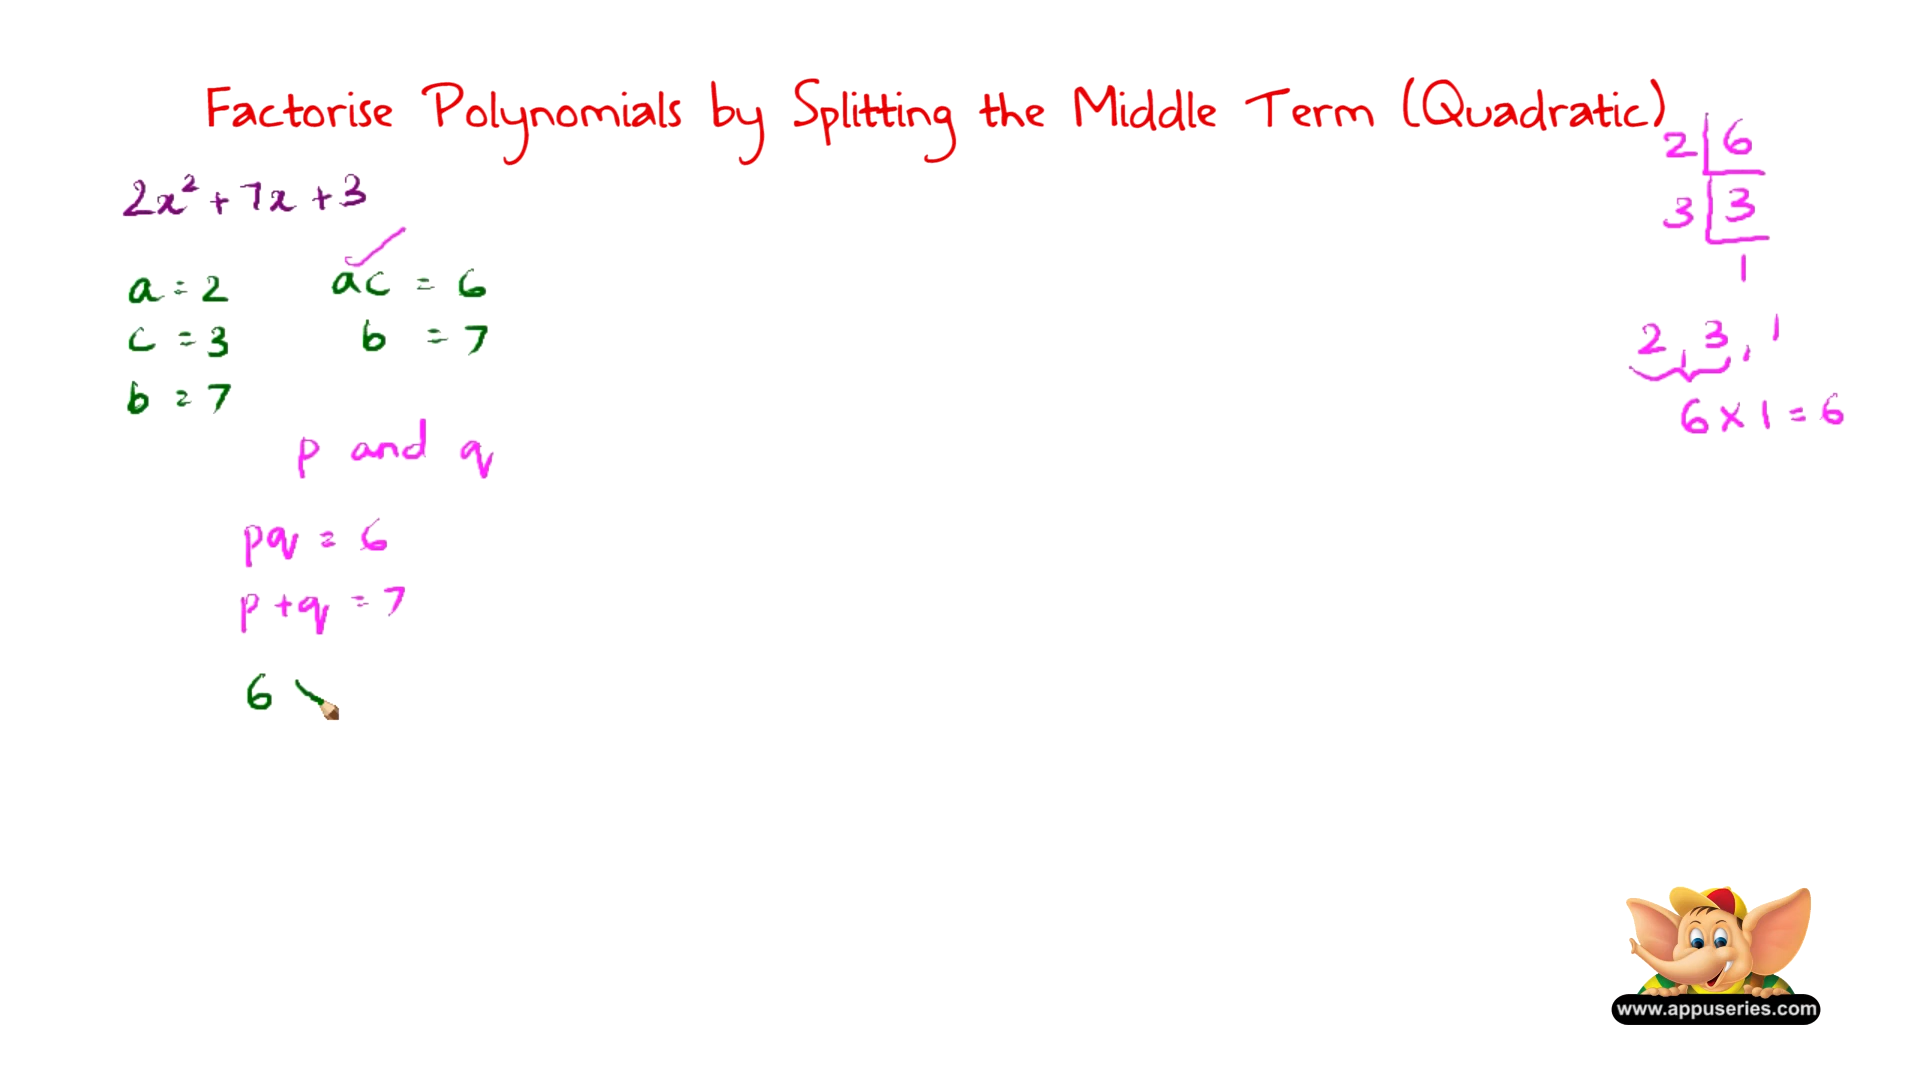 Factorise Polynomials by Splitting the Middle Term (Quadratic)
2x² + 7x + 3
a = 2
c = 3
b = 7
ac = 6
b = 7
p and q
pq = 6
p + q = 7
6
2 | 6
3 | 3
1
2, 3, 1
6 × 1 = 6
www.appuseries.com